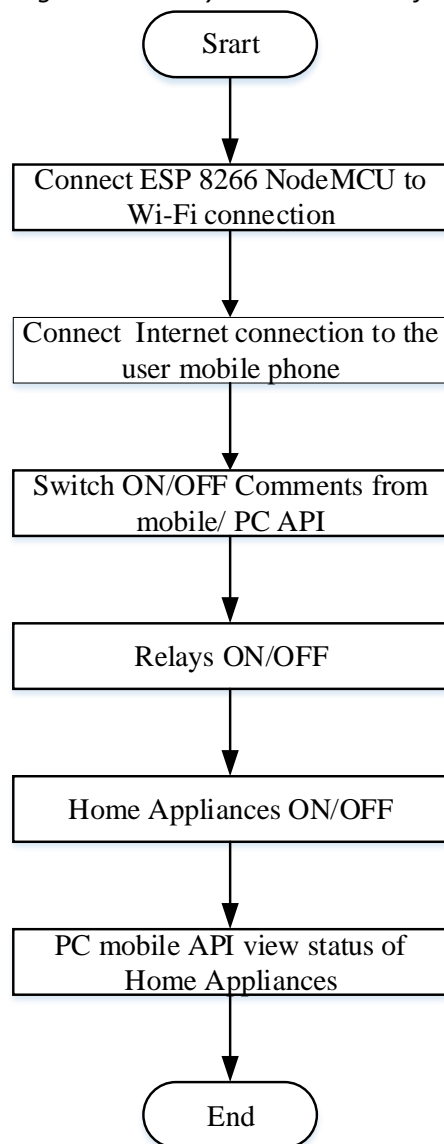 Srart
Connect ESP 8266 NodeMCU to
Wi-Fi connection
Connect Internet connection to the
user mobile phone
Switch ON/OFF Comments from
mobile/ PC API
Relays ON/OFF
Home Appliances ON/OFF
PC mobile API view status of
Home Appliances
End